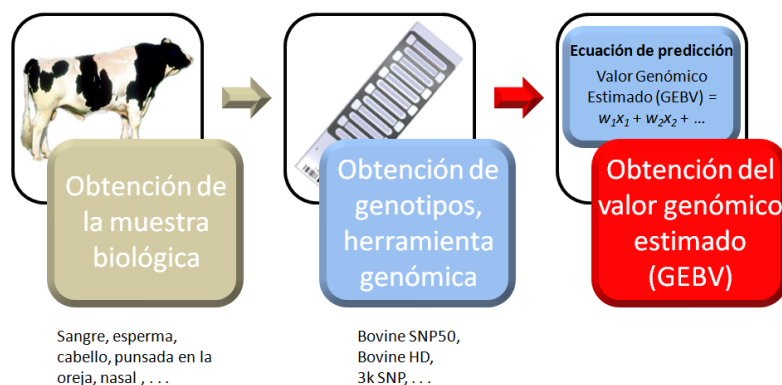 Ecuación de predicción
Valor Genómico
Estimado (GEBV) =
w₁x₁ + w₂x₂ + ...
Obtención de
la muestra
biológica
Obtención de
genotipos,
herramienta
genómica
Obtención del
valor genómico
estimado
(GEBV)
Sangre, esperma,
cabello, punsada en la
oreja, nasal , . . .
Bovine SNP50,
Bovine HD,
3k SNP, . . .